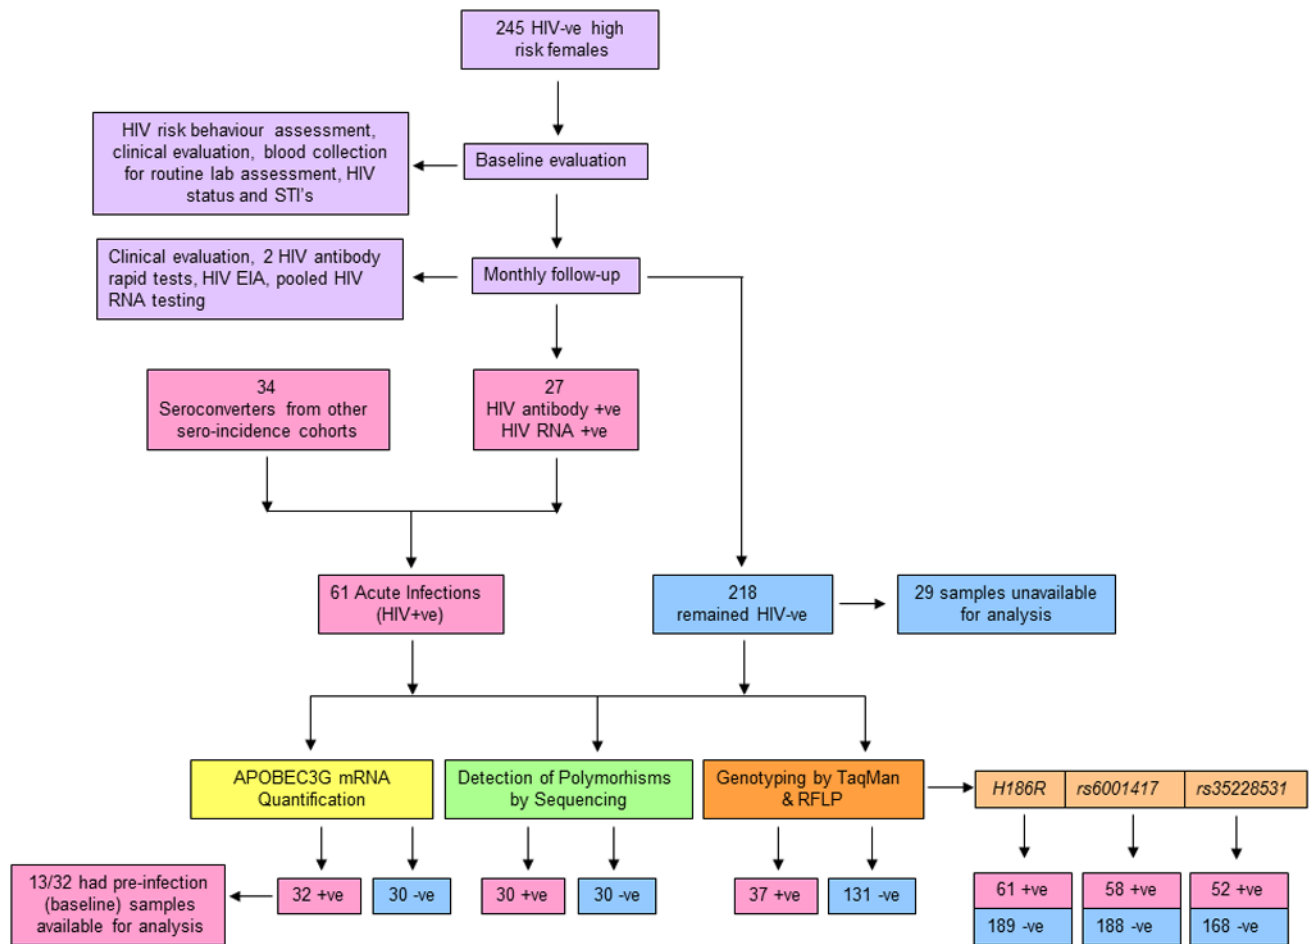 245 HIV-ve high
risk females
HIV risk behaviour assessment,
clinical evaluation, blood collection
for routine lab assessment, HIV
status and STI's
Baseline evaluation
Clinical evaluation, 2 HIV antibody
rapid tests, HIV EIA, pooled HIV
RNA testing
Monthly follow-up
34
Seroconverters from other
sero-incidence cohorts
27
HIV antibody +ve
HIV RNA +ve
61 Acute Infections
(HIV+ve)
218
remained HIV-ve
29 samples unavailable
for analysis
APOBEC3G mRNA
Quantification
Detection of Polymorhisms
by Sequencing
Genotyping by TaqMan
& RFLP
H186R
rs6001417
rs35228531
13/32 had pre-infection
(baseline) samples
available for analysis
32 +ve
30 -ve
30 +ve
30 -ve
37 +ve
131 -ve
61 +ve
58 +ve
52 +ve
189 -ve
188 -ve
168 -ve